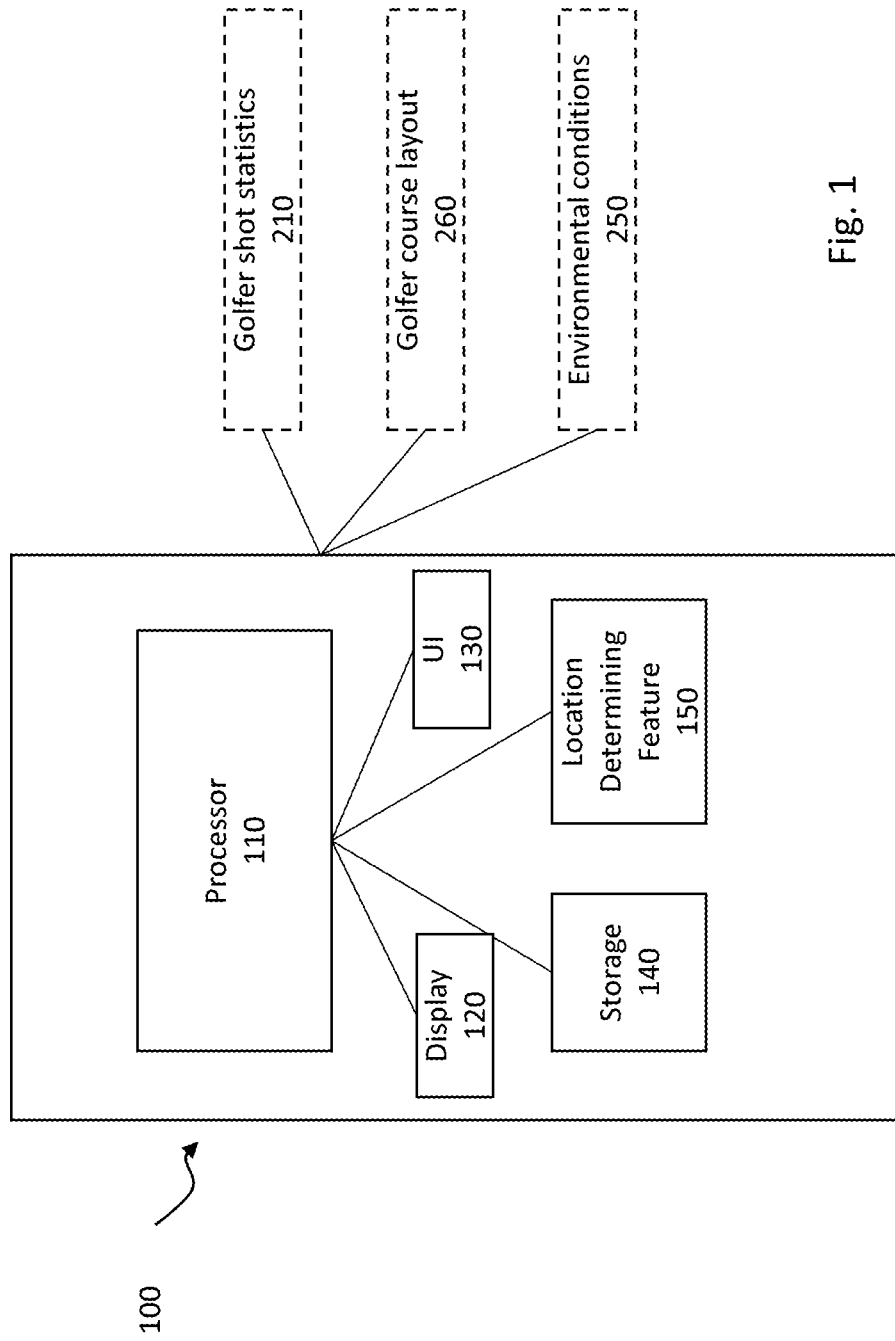 100
Processor
110
Display
120
UI
130
Storage
140
Location
Determining
Feature
150
Golfer shot statistics
210
Golfer course layout
260
Environmental conditions
250
Fig. 1